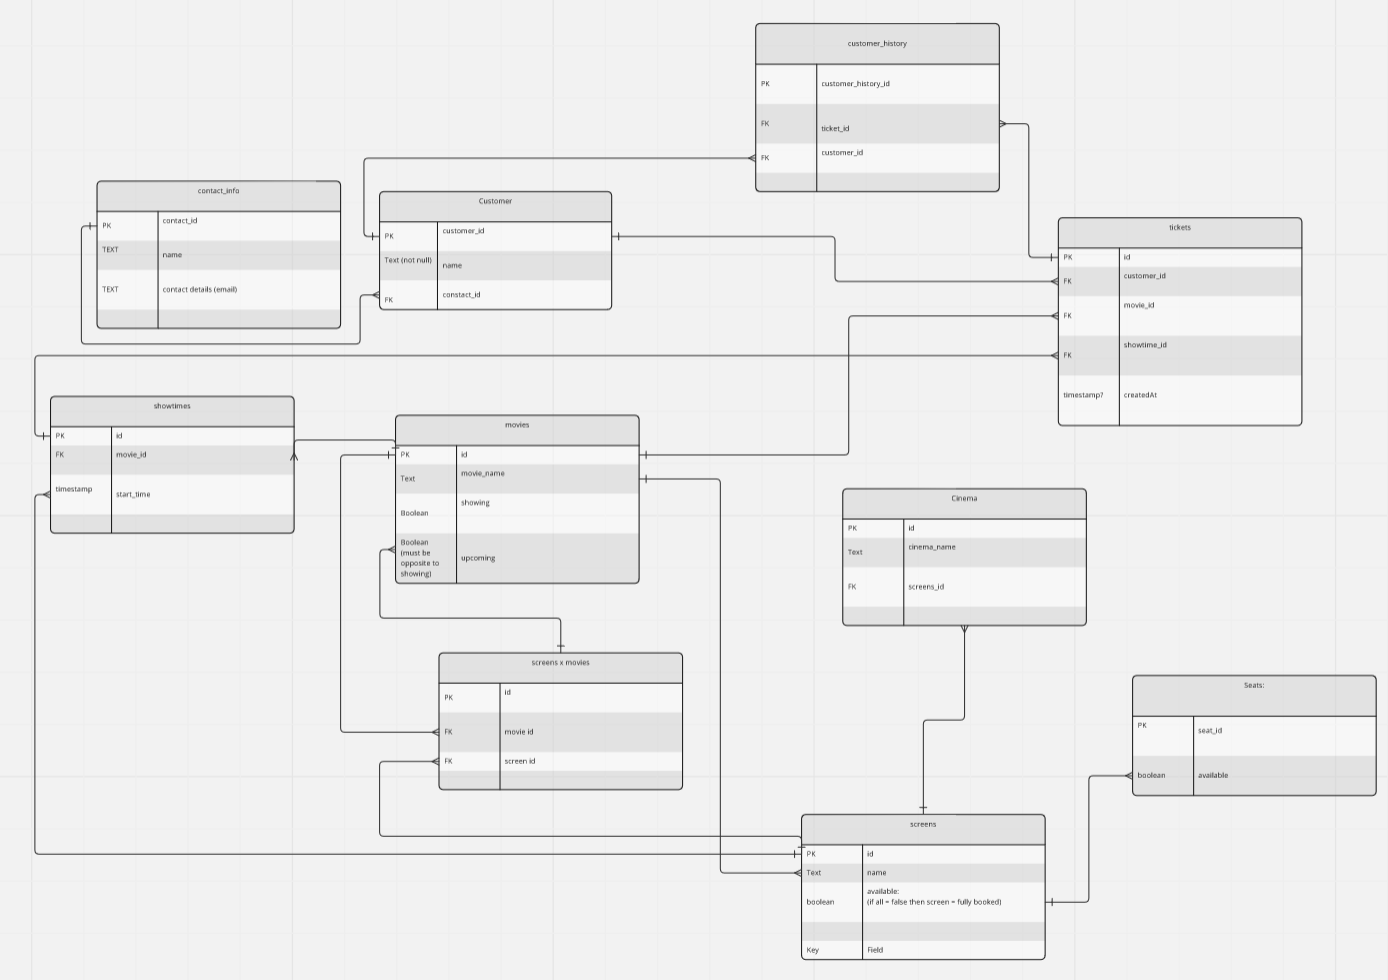 customer_history
PK customer_history_id
FK ticket_id
FK customer_id
contact_info
PK contact_id
TEXT name
TEXT contact details (email)
Customer
PK customer_id
Text (not null) name
FK constact_id
tickets
PK id
FK customer_id
FK movie_id
FK showtime_id
timestamp? createdAt
showtimes
PK id
FK movie_id
timestamp start_time
movies
PK id
Text movie_name
Boolean showing
Boolean
(must be
opposite to
showing)
upcoming
Cinema
PK id
Text cinema_name
FK screens_id
screens x movies
PK id
FK movie id
FK screen id
Seats:
PK seat_id
boolean available
screens
PK id
Text name
boolean
available:
(if all = false then screen = fully booked)
Key Field